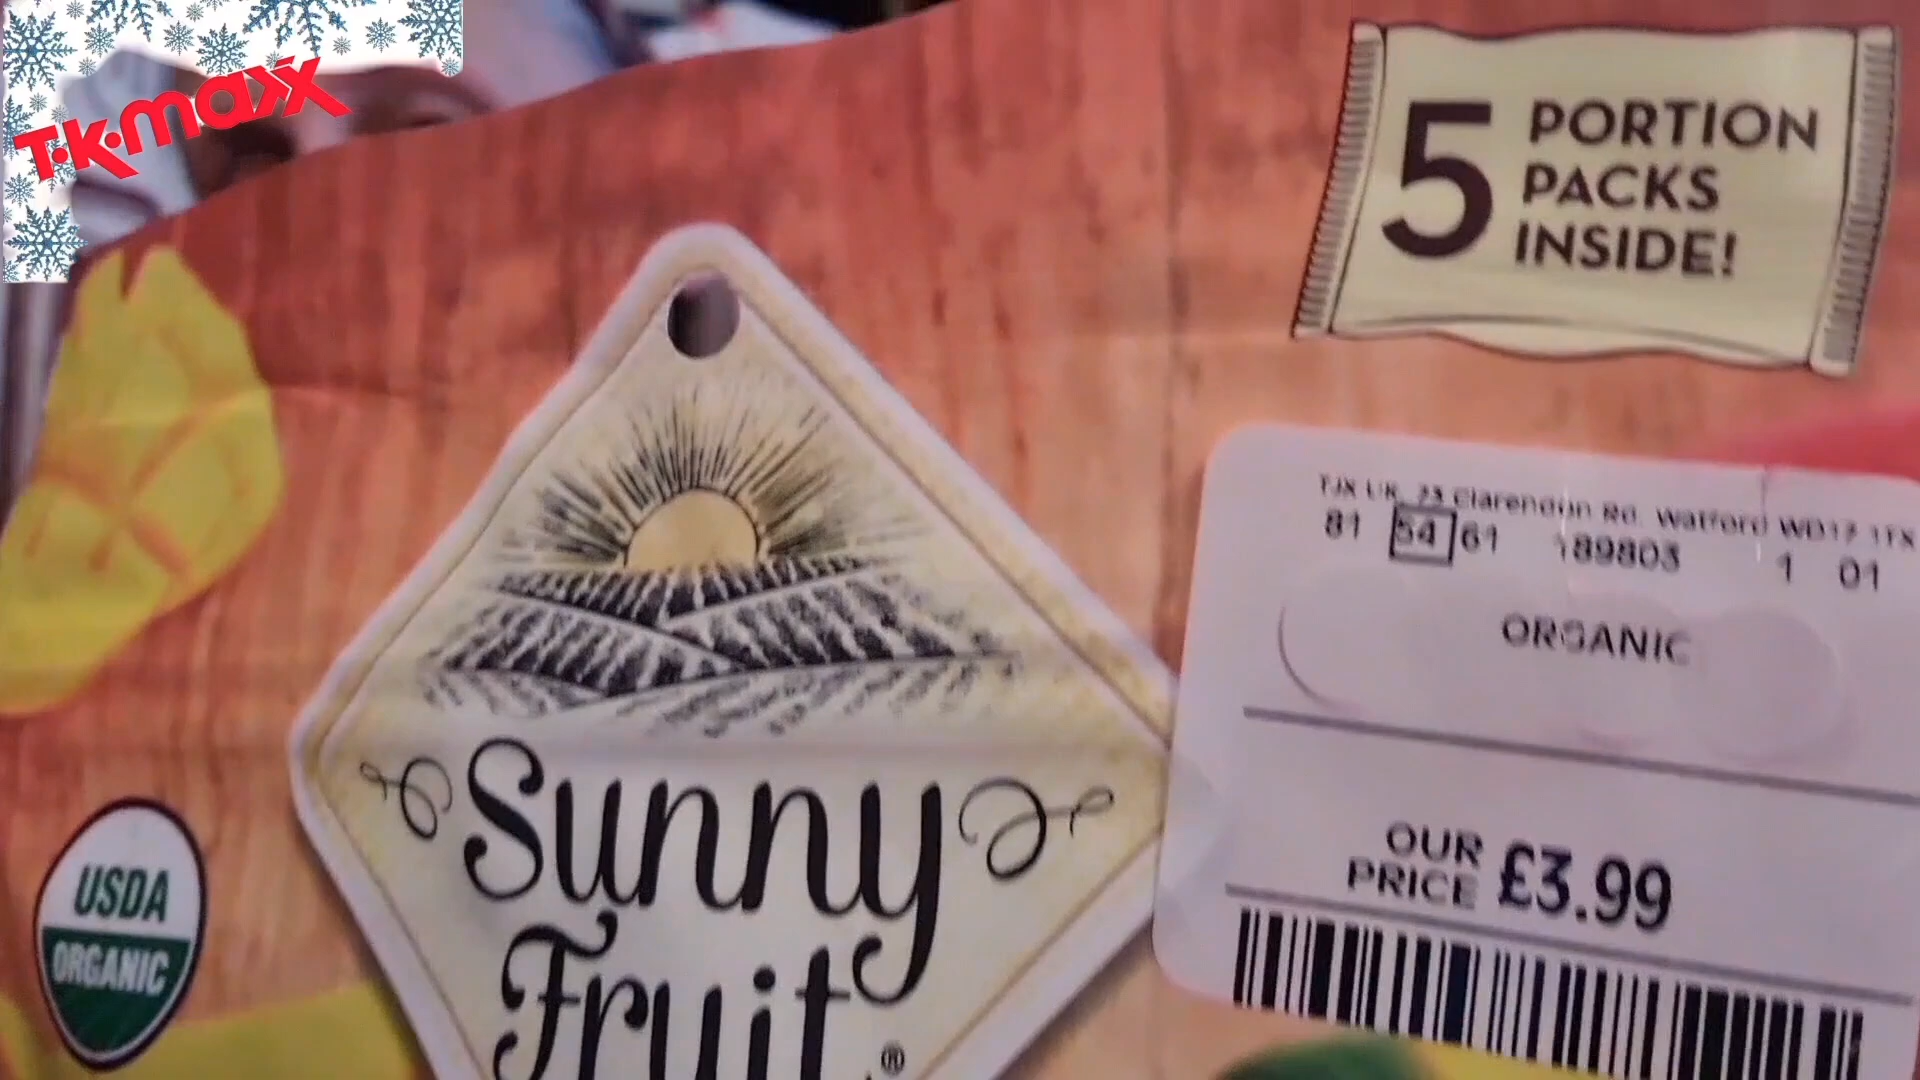 T·K·maxx
5 PORTION
PACKS
INSIDE!
TJX UK, 73 Clarendon Rd. Watford WD17 1TX
81 54 61 189803 1 01
ORGANIC
OUR
PRICE £3.99
Sunny
Fruit®
USDA
ORGANIC